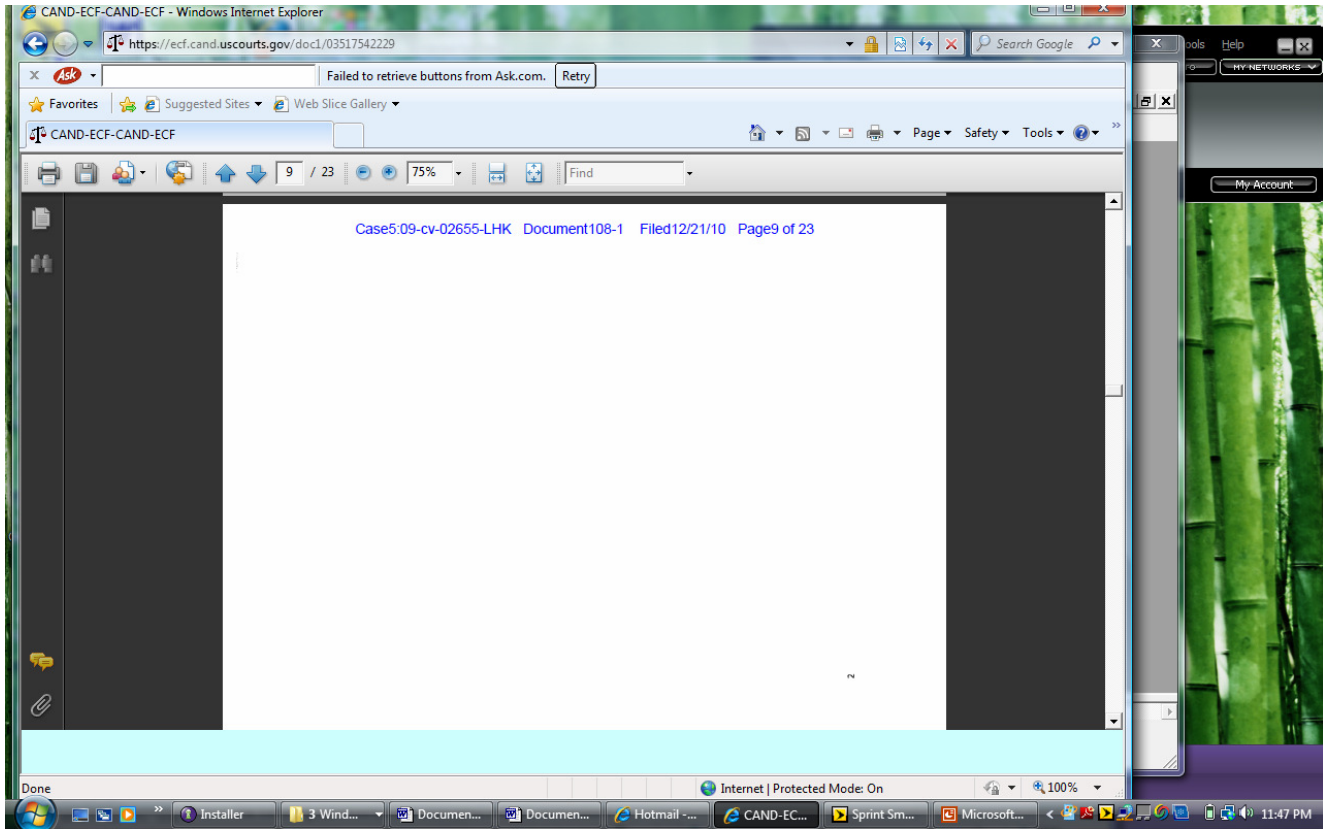 CAND-ECF-CAND-ECF - Windows Internet Explorer
https://ecf.cand.uscourts.gov/doc1/03517542229
Search Google
ools Help
MY NETWORKS
x Ask
Failed to retrieve buttons from Ask.com. Retry
Favorites Suggested Sites Web Slice Gallery
CAND-ECF-CAND-ECF
Page Safety Tools
9 / 23 75% Find
My Account
Case5:09-cv-02655-LHK Document108-1 Filed12/21/10 Page9 of 23
Done Internet | Protected Mode: On 100%
Installer 3 Wind... Documen... Documen... Hotmail -... CAND-EC... Sprint Sm... Microsoft... 11:47 PM